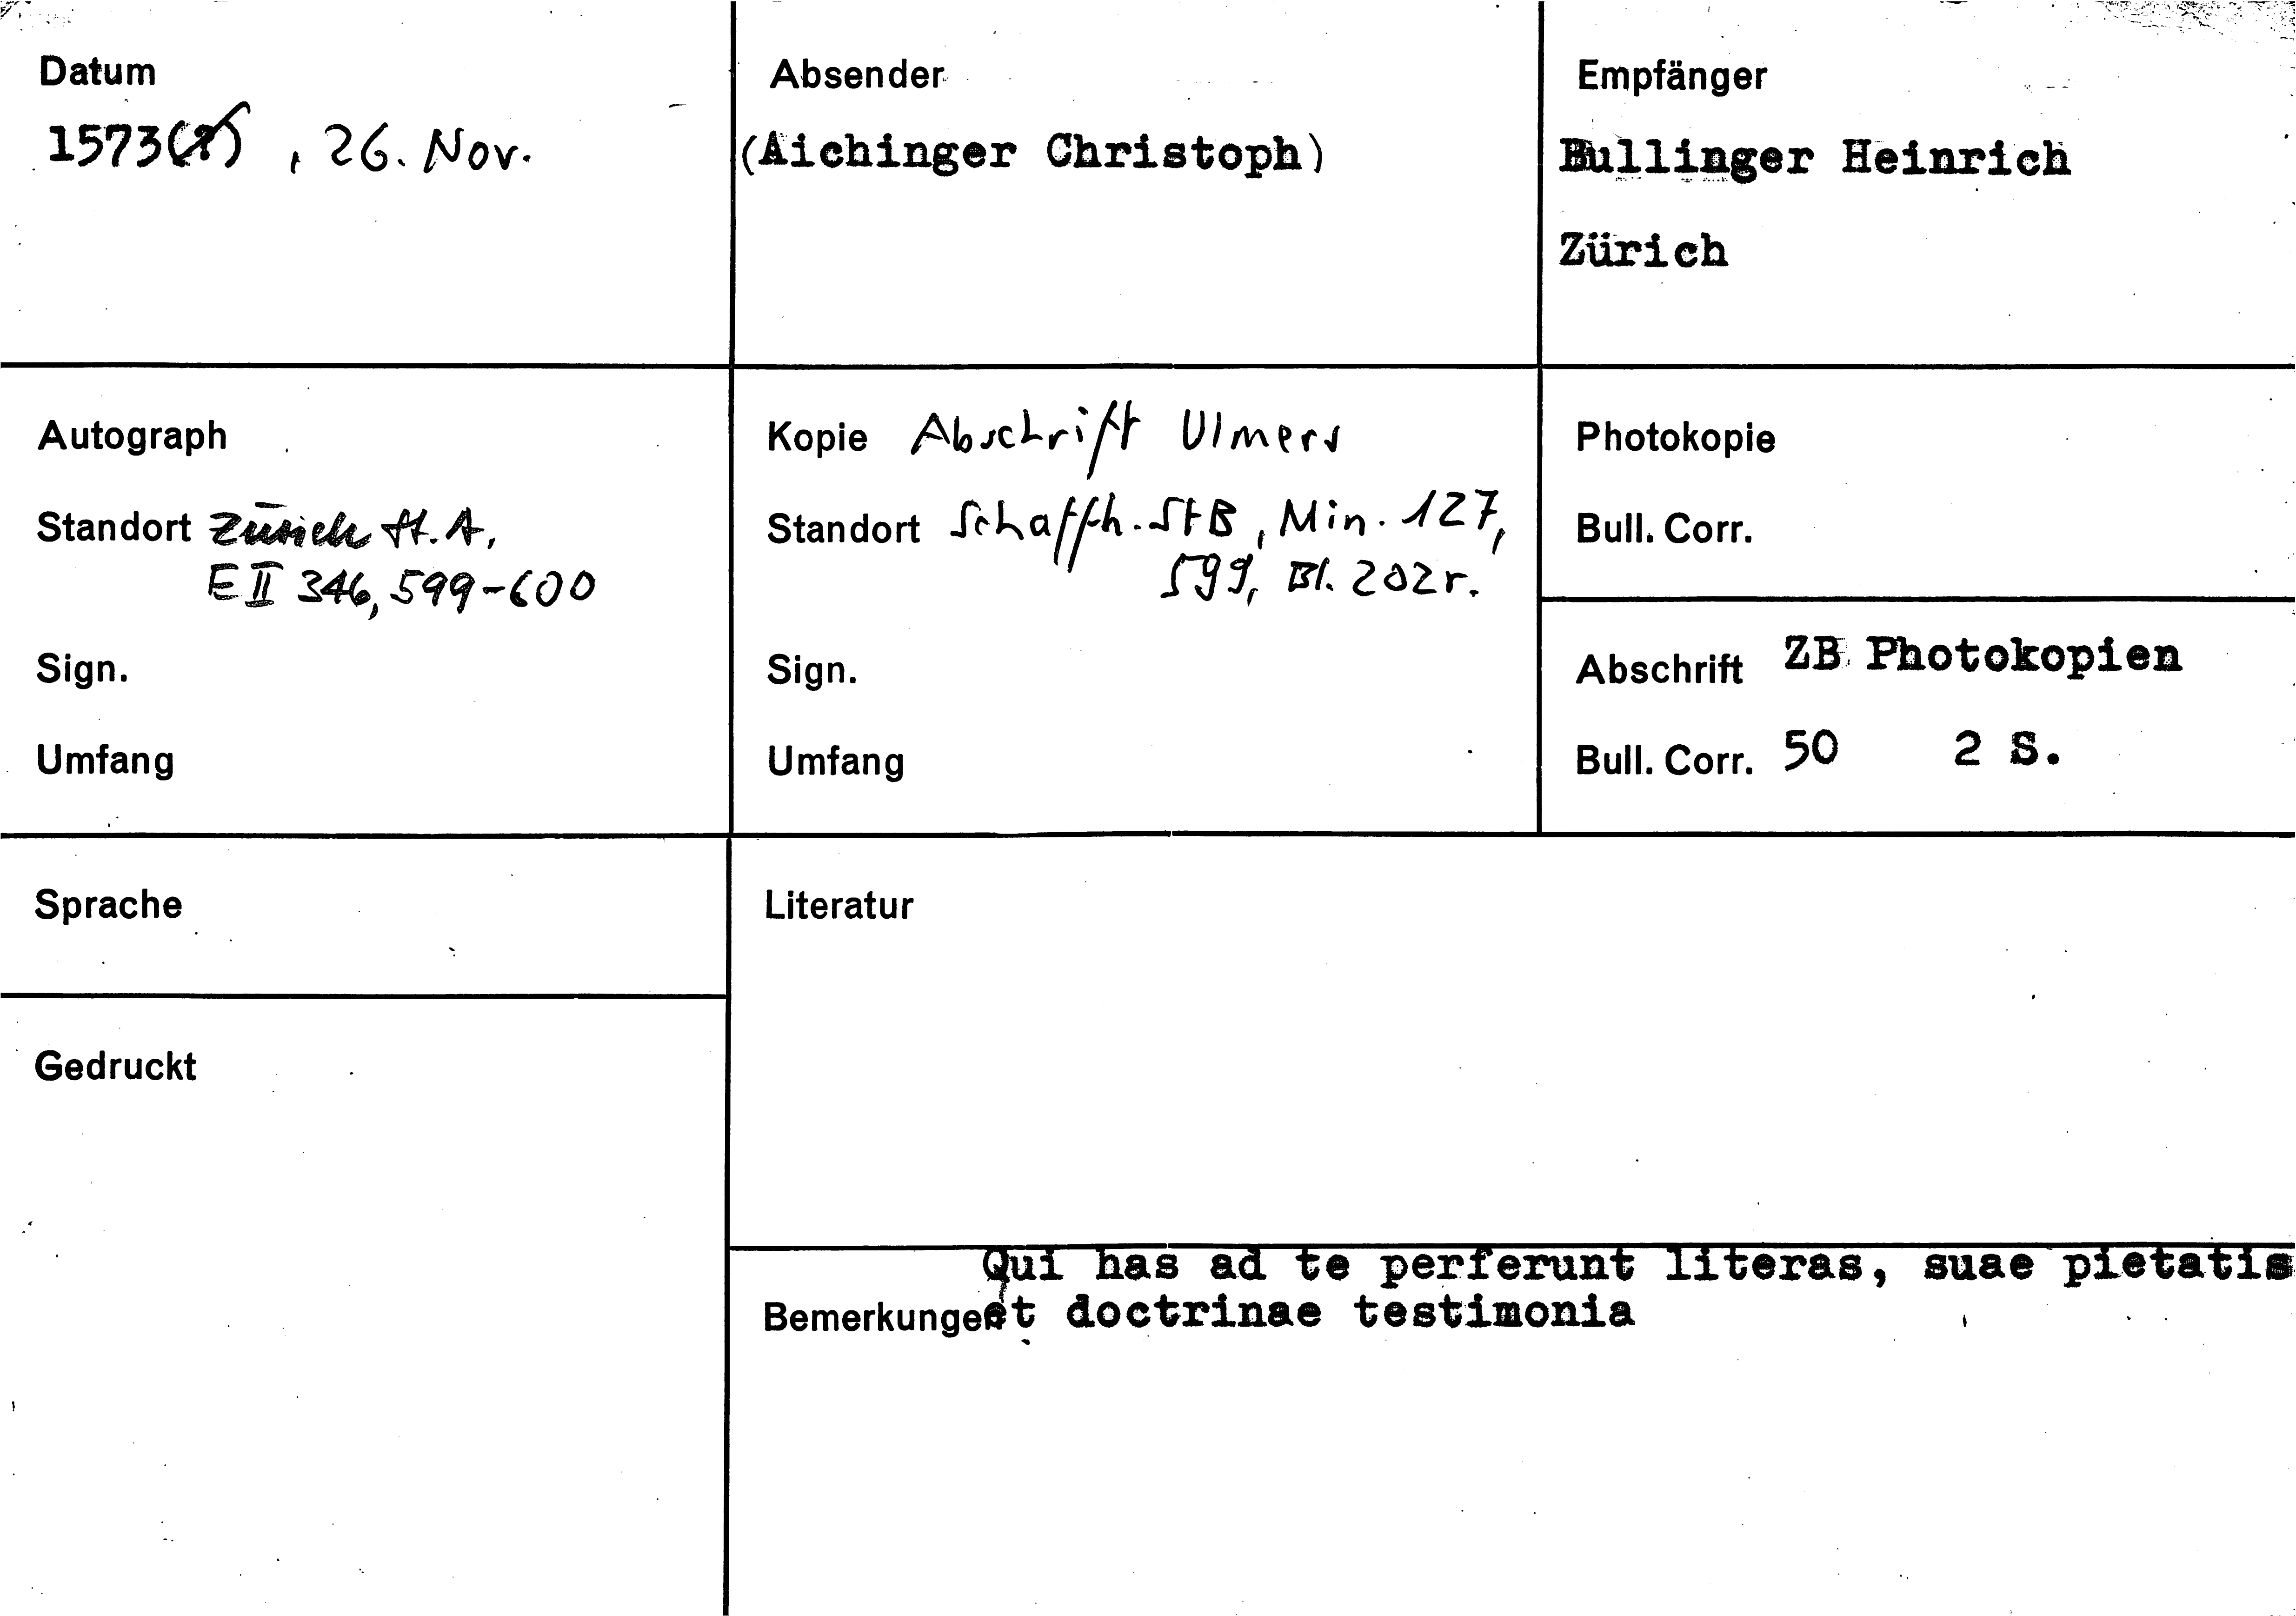 Datum
1573(?) , 26. Nov.
Absender
(Aichinger Christoph)
Empfänger
Bullinger Heinrich
Zürich
Autograph
Standort Zürich St. A,
E II 346, 599-600
Sign.
Umfang
Kopie Abschrift Ulmers
Standort Schaffh. StB, Min. 127,
599, Bl. 202r.
Sign.
Umfang
Photokopie
Bull. Corr.
Abschrift ZB Photokopien
Bull. Corr. 50 2 S.
Sprache
Literatur
Gedruckt
Qui has ad te perferunt literas, suae pietatis
Bemerkungen et doctrinae testimonia